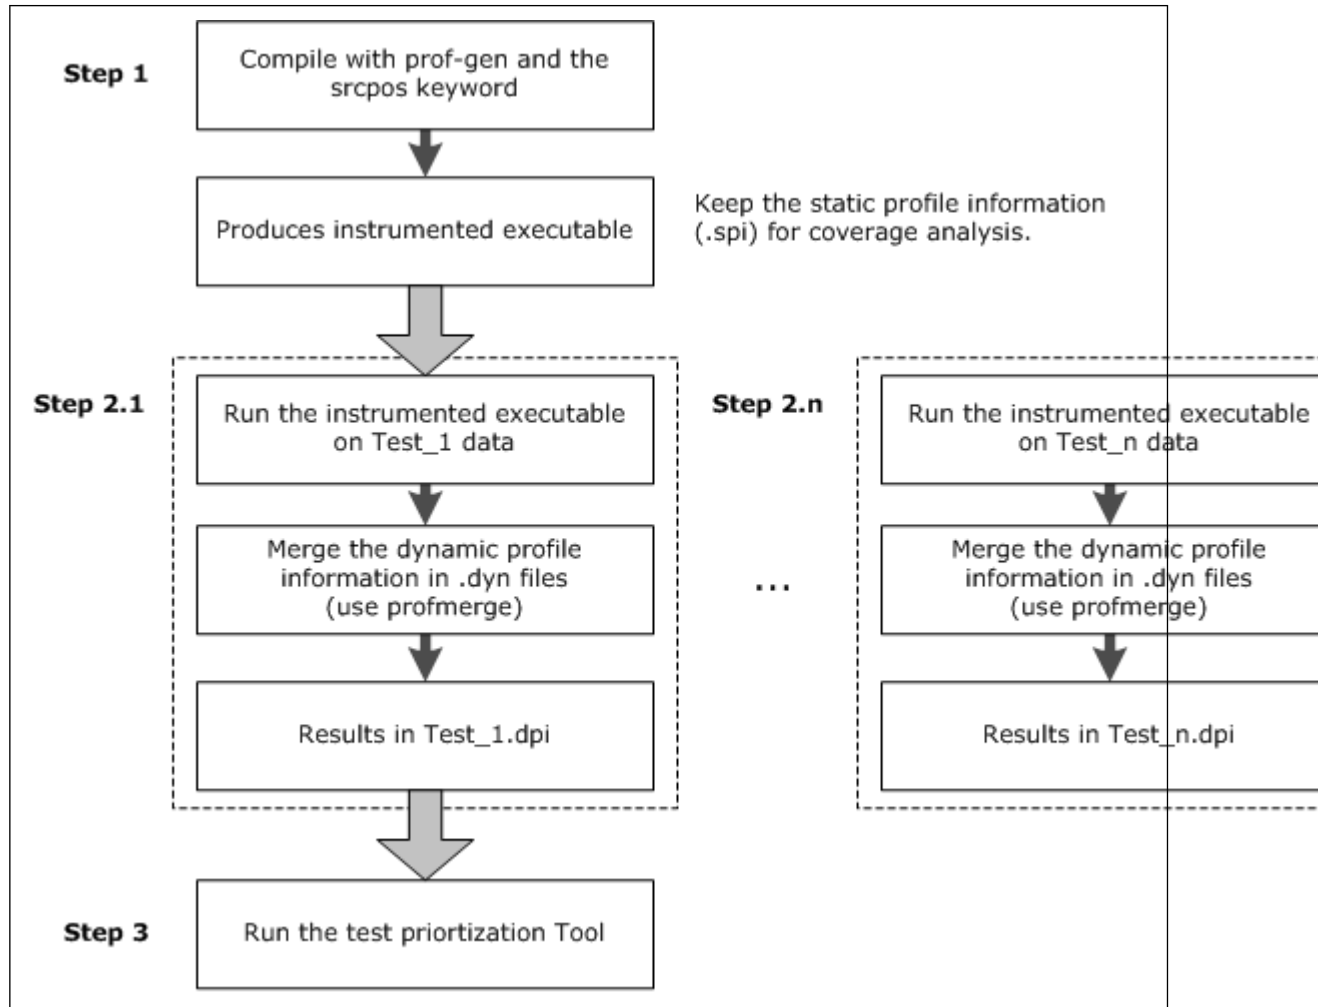 Step 1
Compile with prof-gen and the
srcpos keyword
Produces instrumented executable
Keep the static profile information
(.spi) for coverage analysis.
Step 2.1
Run the instrumented executable
on Test_1 data
Merge the dynamic profile
information in .dyn files
(use profmerge)
Results in Test_1.dpi
...
Step 2.n
Run the instrumented executable
on Test_n data
Merge the dynamic profile
information in .dyn files
(use profmerge)
Results in Test_n.dpi
Step 3
Run the test priortization Tool